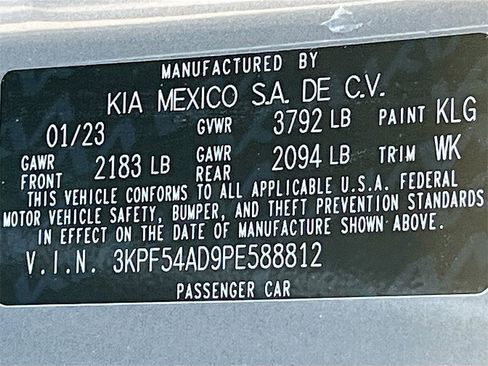 MANUFACTURED BY
KIA MEXICO S.A. DE C.V.
01/23 GVWR 3792 LB PAINT KLG
GAWR FRONT 2183 LB GAWR REAR 2094 LB TRIM WK
THIS VEHICLE CONFORMS TO ALL APPLICABLE U.S.A. FEDERAL
MOTOR VEHICLE SAFETY, BUMPER, AND THEFT PREVENTION STANDARDS
IN EFFECT ON THE DATE OF MANUFACTURE SHOWN ABOVE.
V.I.N. 3KPF54AD9PE588812
PASSENGER CAR